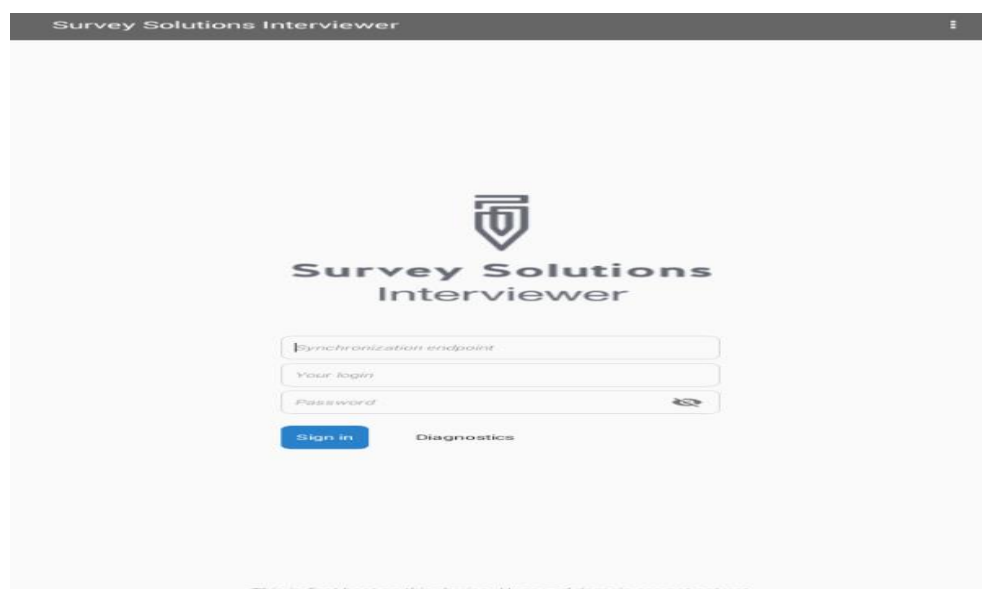 Survey Solutions Interviewer
Survey Solutions
Interviewer
Synchronization endpoint
Your login
Password
Sign in Diagnostics